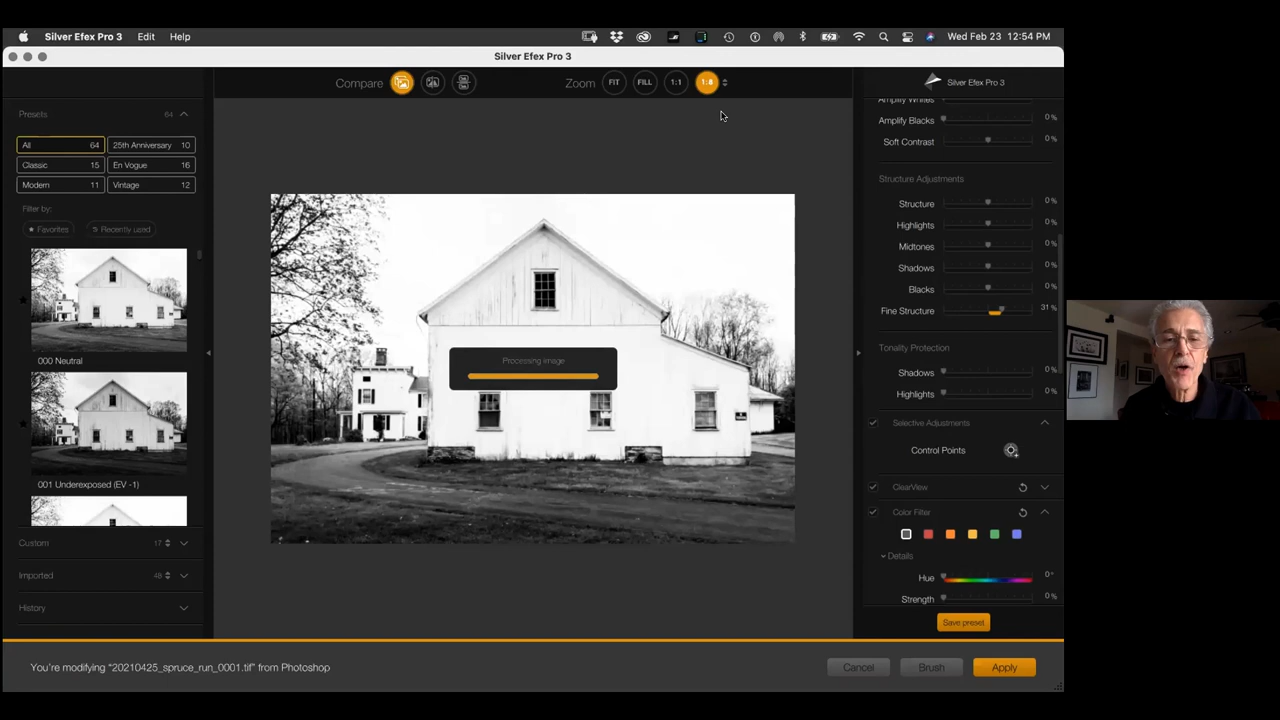 Silver Efex Pro 3 Edit Help Wed Feb 23 12:54 PM
Silver Efex Pro 3
Compare Zoom FIT FILL 1:1 1:8
Silver Efex Pro 3
Presets 64
All 64 25th Anniversary 10
Classic 15 En Vogue 16
Modern 11 Vintage 12
Filter by:
★ Favorites Recently used
000 Neutral
001 Underexposed (EV -1)
Custom 17
Imported 48
History
Processing image
Amplify Whites
Amplify Blacks 0 %
Soft Contrast 0 %
Structure Adjustments
Structure 0 %
Highlights 0 %
Midtones 0 %
Shadows 0 %
Blacks 0 %
Fine Structure 31 %
Tonality Protection
Shadows 0 %
Highlights 0 %
Selective Adjustments
Control Points
ClearView
Color Filter
Details
Hue 0°
Strength 0 %
Save preset
You're modifying "20210425_spruce_run_0001.tif" from Photoshop
Cancel Brush Apply